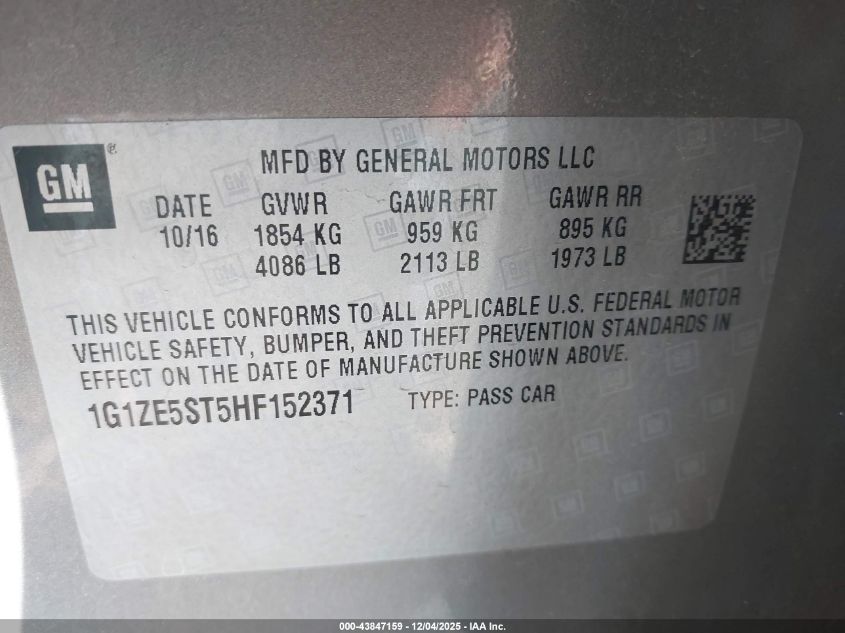 GM®
MFD BY GENERAL MOTORS LLC
DATE GVWR GAWR FRT GAWR RR
10/16 1854 KG 959 KG 895 KG
4086 LB 2113 LB 1973 LB
THIS VEHICLE CONFORMS TO ALL APPLICABLE U.S. FEDERAL MOTOR
VEHICLE SAFETY, BUMPER, AND THEFT PREVENTION STANDARDS IN
EFFECT ON THE DATE OF MANUFACTURE SHOWN ABOVE.
1G1ZE5ST5HF152371 TYPE: PASS CAR
000-43847159 - 12/04/2025 - IAA Inc.